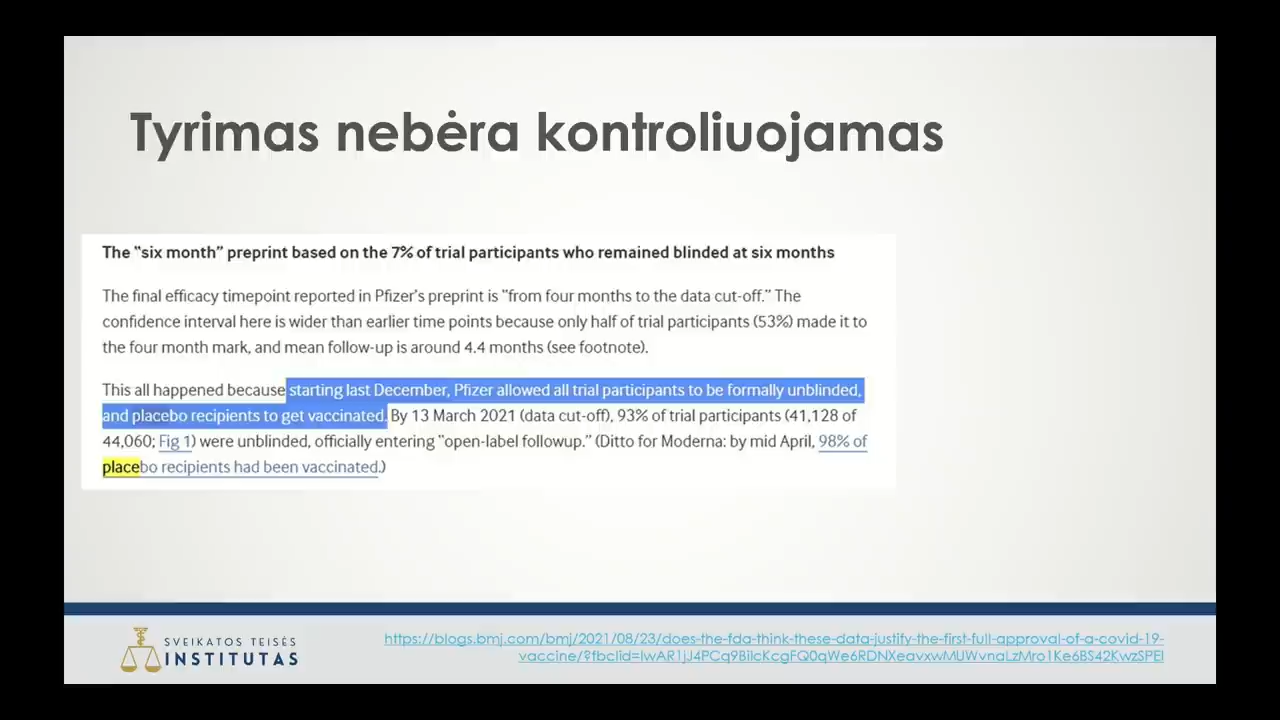 Tyrimas nebėra kontroliuojamas
The “six month” preprint based on the 7% of trial participants who remained blinded at six months
The final efficacy timepoint reported in Pfizer’s preprint is “from four months to the data cut-off.” The
confidence interval here is wider than earlier time points because only half of trial participants (53%) made it to
the four month mark, and mean follow-up is around 4.4 months (see footnote).
This all happened because starting last December, Pfizer allowed all trial participants to be formally unblinded,
and placebo recipients to get vaccinated. By 13 March 2021 (data cut-off), 93% of trial participants (41,128 of
44,060; Fig 1) were unblinded, officially entering “open-label followup.” (Ditto for Moderna: by mid April, 98% of
placebo recipients had been vaccinated.)
SVEIKATOS TEISĖS
INSTITUTAS
https://blogs.bmj.com/bmj/2021/08/23/does-the-fda-think-these-data-justify-the-first-full-approval-of-a-covid-19-